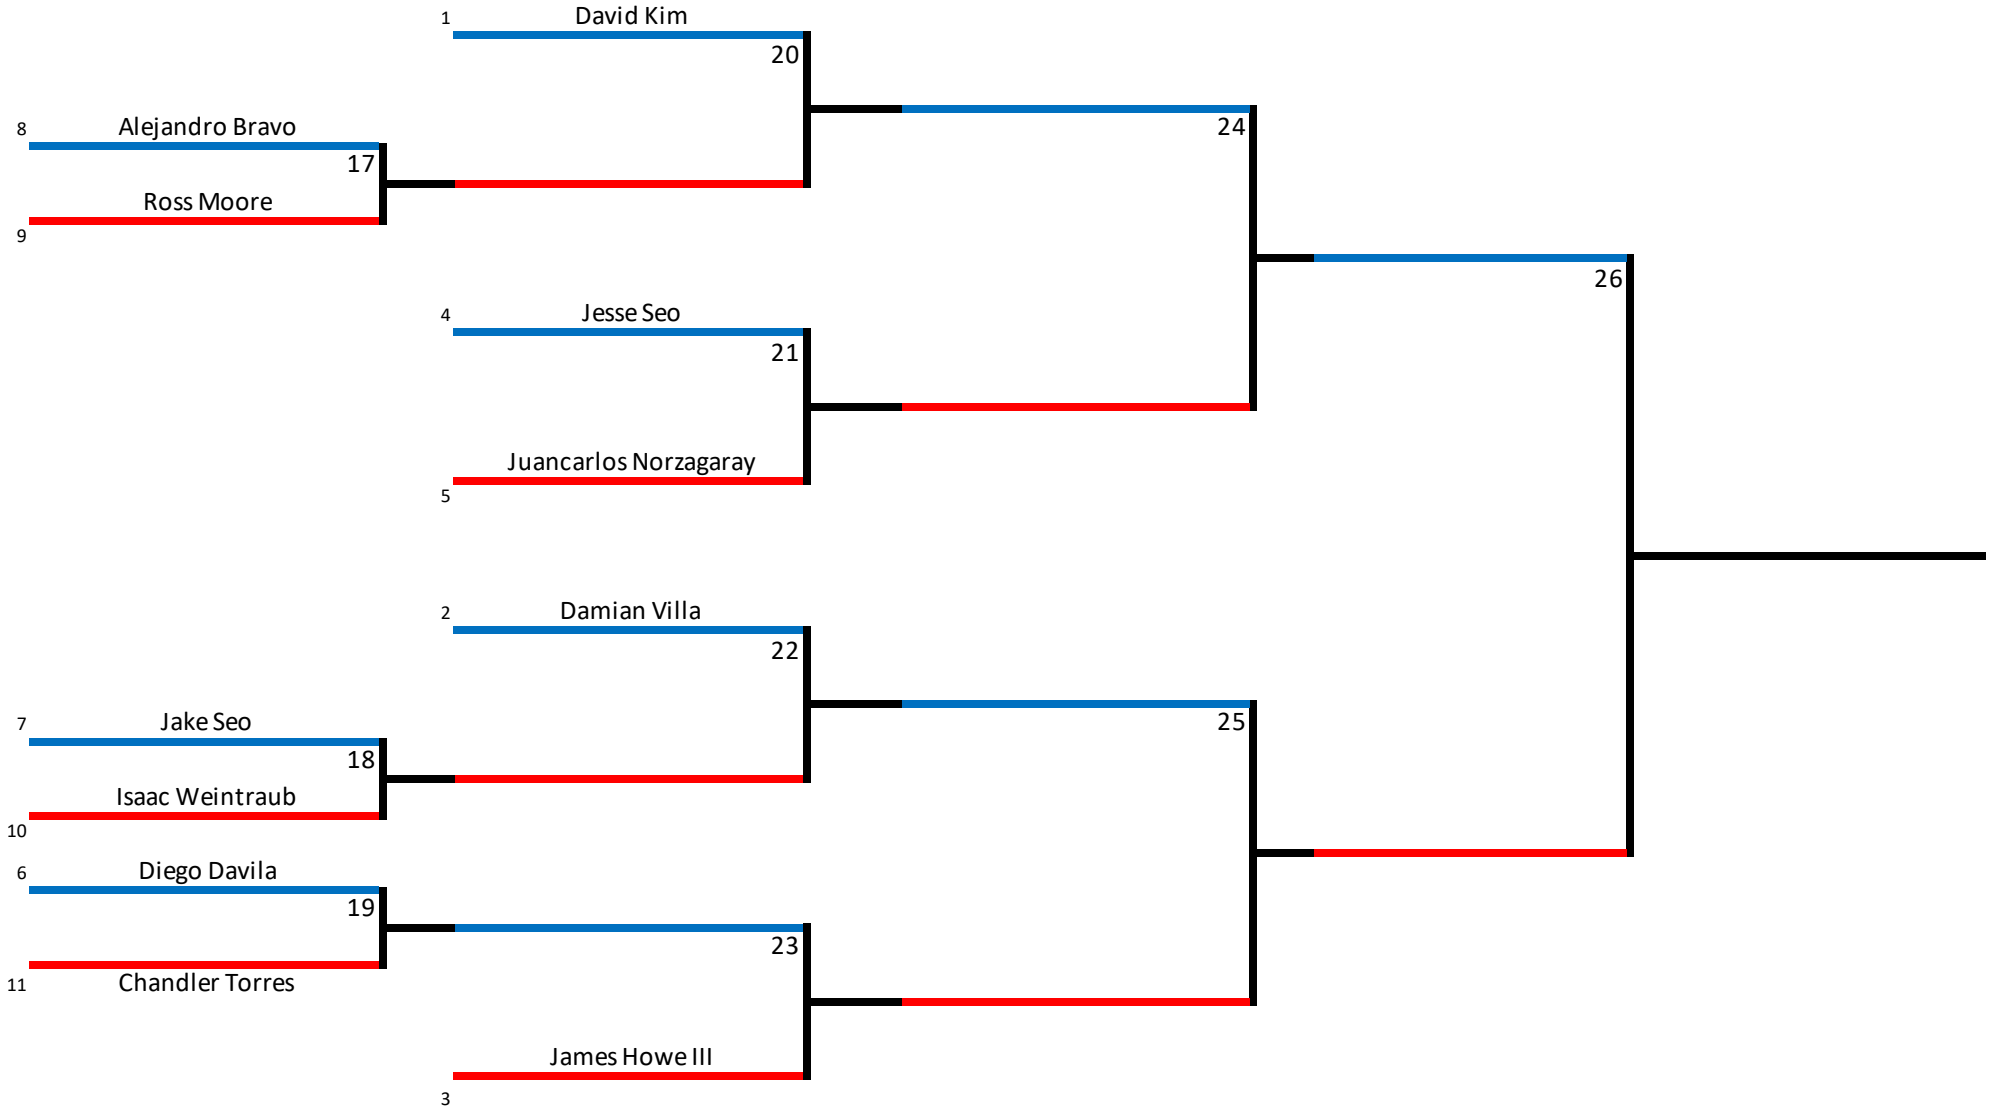 1
David Kim
20
8
Alejandro Bravo
17
24
Ross Moore
9
26
4
Jesse Seo
21
Juancarlos Norzagaray
5
2
Damian Villa
22
7
Jake Seo
18
25
Isaac Weintraub
10
6
Diego Davila
19
23
11
Chandler Torres
James Howe III
3